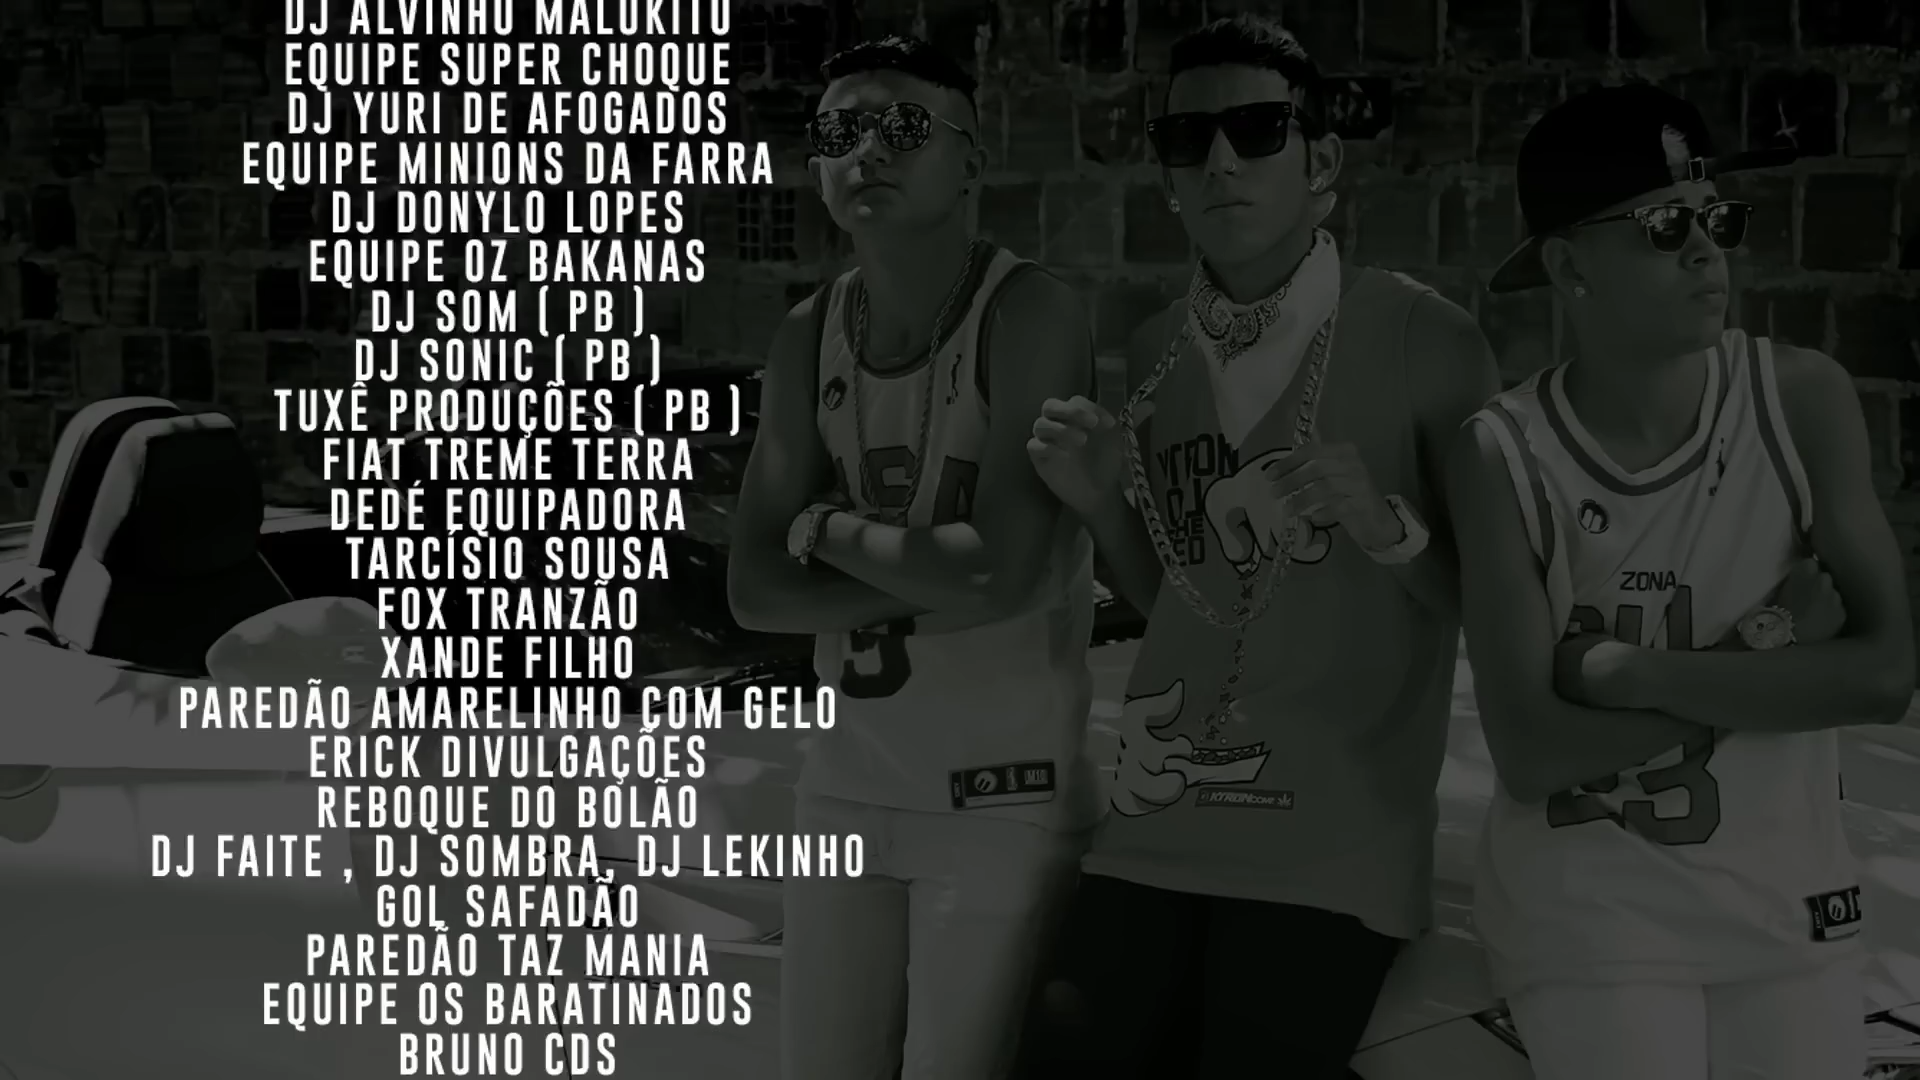 DJ ALVINHO MALUKITO
EQUIPE SUPER CHOQUE
DJ YURI DE AFOGADOS
EQUIPE MINIONS DA FARRA
DJ DONYLO LOPES
EQUIPE OZ BAKANAS
DJ SOM ( PB )
DJ SONIC ( PB )
TUXÊ PRODUÇÕES ( PB )
FIAT TREME TERRA
DEDÉ EQUIPADORA
TARCÍSIO SOUSA
FOX TRANZÃO
XANDE FILHO
PAREDÃO AMARELINHO COM GELO
ERICK DIVULGAÇÕES
REBOQUE DO BOLÃO
DJ FAITE , DJ SOMBRA, DJ LEKINHO
GOL SAFADÃO
PAREDÃO TAZ MANIA
EQUIPE OS BARATINADOS
BRUNO CDS
ZONA
23